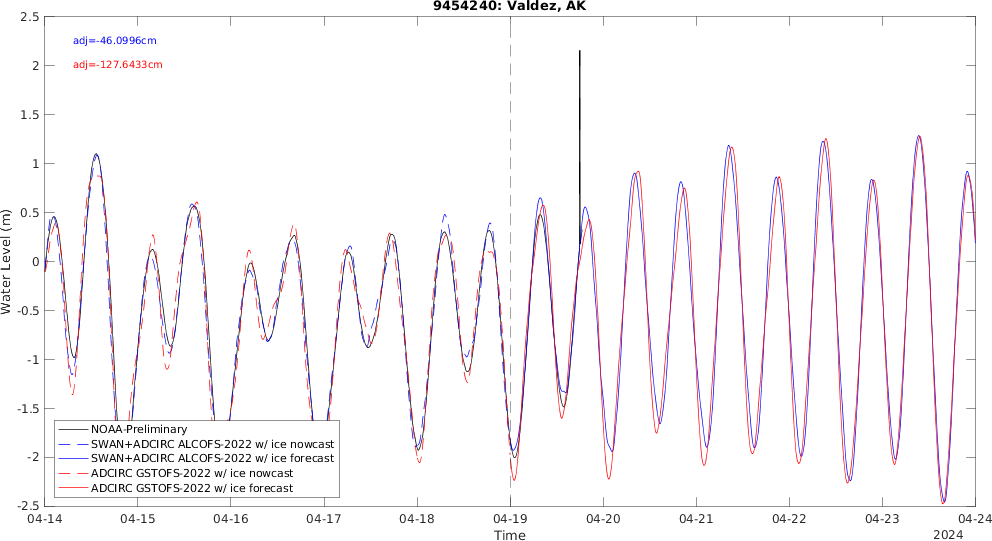 9454240: Valdez, AK
adj=-46.0996cm
adj=-127.6433cm
Water Level (m)
2.5
2
1.5
1
0.5
0
-0.5
-1
-1.5
-2
-2.5
NOAA-Preliminary
SWAN+ADCIRC ALCOFS-2022 w/ ice nowcast
SWAN+ADCIRC ALCOFS-2022 w/ ice forecast
ADCIRC GSTOFS-2022 w/ ice nowcast
ADCIRC GSTOFS-2022 w/ ice forecast
04-14 04-15 04-16 04-17 04-18 04-19 04-20 04-21 04-22 04-23 04-24
Time
2024